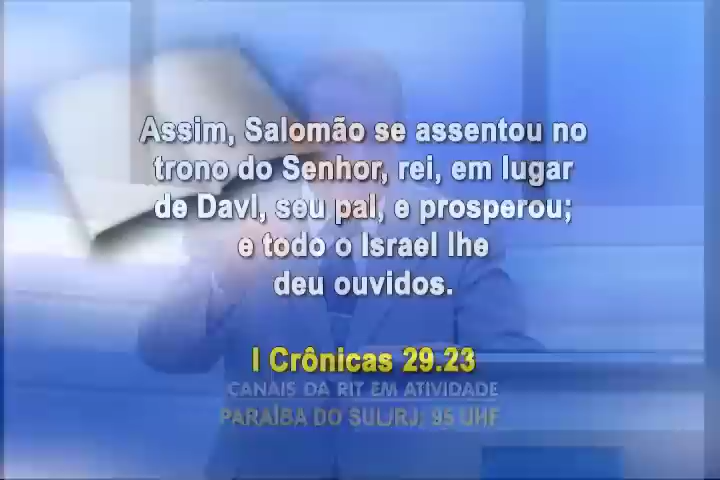 Assim, Salomão se assentou no
trono do Senhor, rei, em lugar
de Davi, seu pai, e prosperou;
e todo o Israel lhe
deu ouvidos.
I Crônicas 29.23
CANAIS DA RIT EM ATIVIDADE
PARAÍBA DO SUL/RJ: 95 UHF